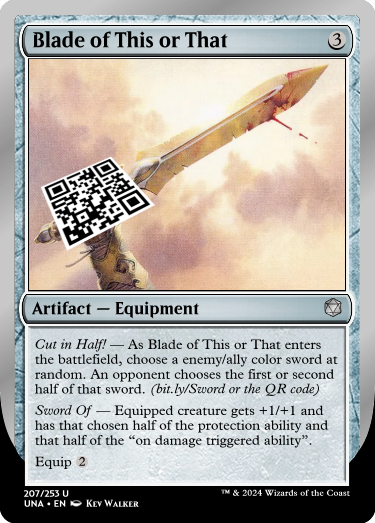 Blade of This or That 3
Artifact — Equipment
Cut in Half! — As Blade of This or That enters
the battlefield, choose a enemy/ally color sword at
random. An opponent chooses the first or second
half of that sword. (bit.ly/Sword or the QR code)
Sword Of — Equipped creature gets +1/+1 and
has that chosen half of the protection ability and
that half of the “on damage triggered ability”.
Equip 2
207/253 U
UNA • EN Kev Walker
™ & © 2024 Wizards of the Coast